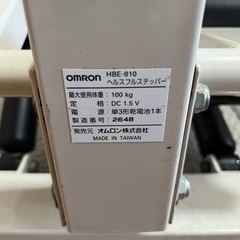 OMRON HBE-810
ヘルスフルステッパー
最大使用体重：100 kg
定格：DC 1.5 V
電源：単3形乾電池1本
製造番号：2648
発売元 オムロン株式会社
MADE IN TAIWAN